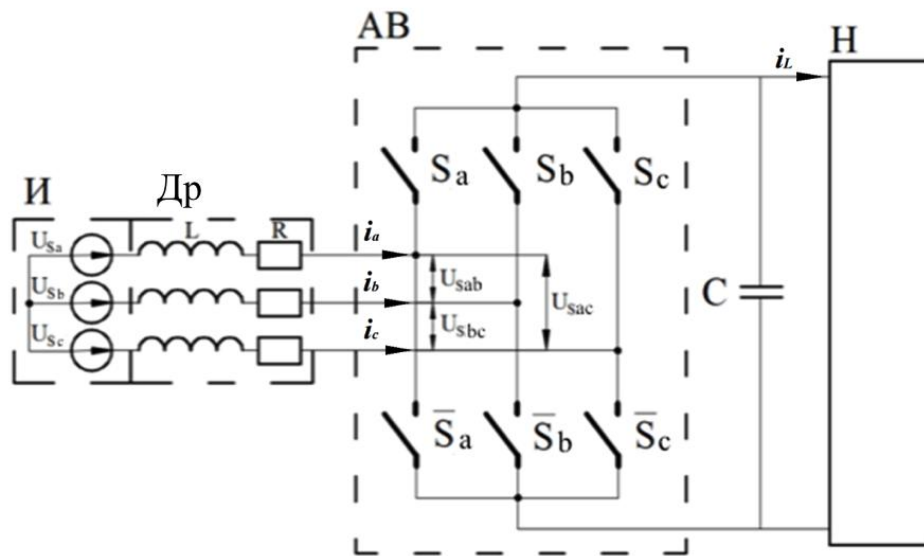 АВ
Н
i_L
S_a
S_b
S_c
И
Др
U_Sa
L
R
i_a
U_Sb
i_b
U_sab
U_sac
C
U_Sc
i_c
U_sbc
S̅_a
S̅_b
S̅_c